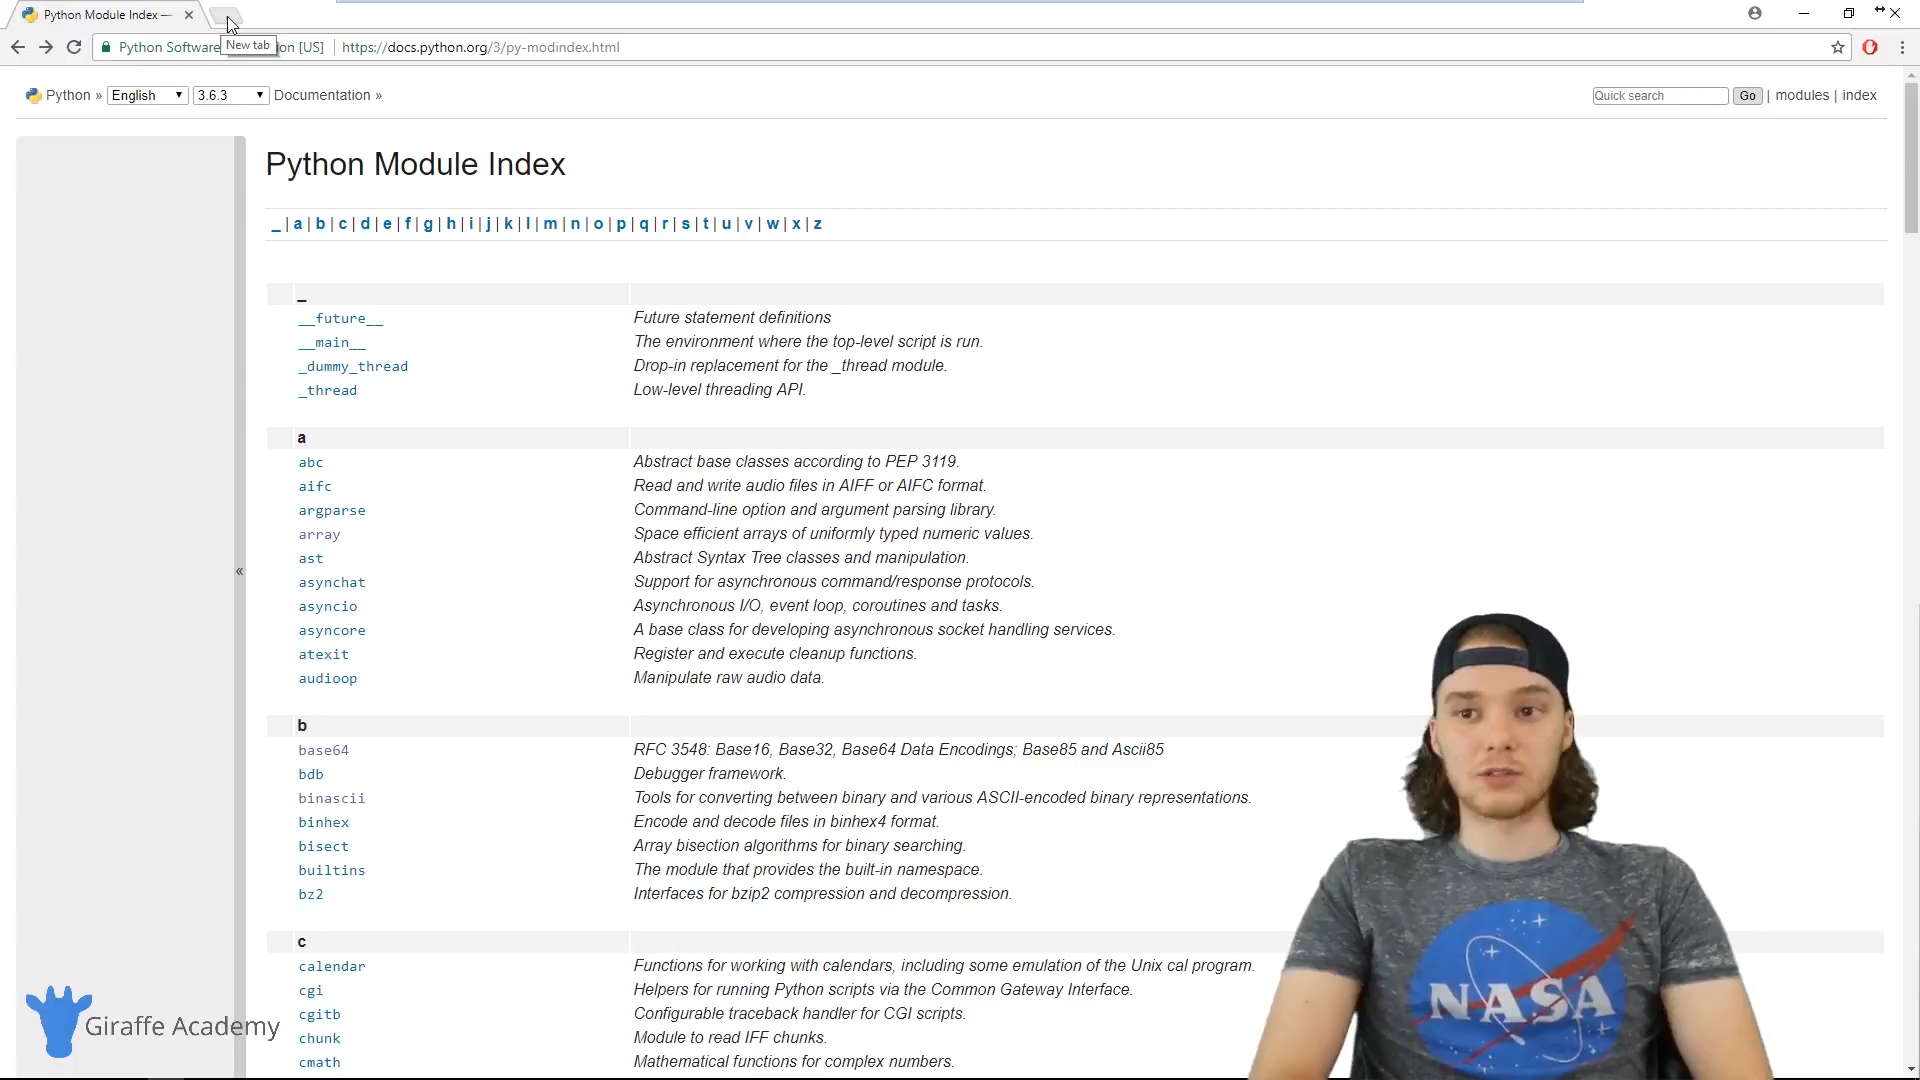 Python Module Index —
New tab
Python Software
on [US]
https://docs.python.org/3/py-modindex.html
Python » English 3.6.3 Documentation »
Quick search Go | modules | index
Python Module Index
_ | a | b | c | d | e | f | g | h | i | j | k | l | m | n | o | p | q | r | s | t | u | v | w | x | z
_
__future__ Future statement definitions
__main__ The environment where the top-level script is run.
_dummy_thread Drop-in replacement for the _thread module.
_thread Low-level threading API.
a
abc Abstract base classes according to PEP 3119.
aifc Read and write audio files in AIFF or AIFC format.
argparse Command-line option and argument parsing library.
array Space efficient arrays of uniformly typed numeric values.
ast Abstract Syntax Tree classes and manipulation.
asynchat Support for asynchronous command/response protocols.
asyncio Asynchronous I/O, event loop, coroutines and tasks.
asyncore A base class for developing asynchronous socket handling services.
atexit Register and execute cleanup functions.
audioop Manipulate raw audio data.
«
b
base64 RFC 3548: Base16, Base32, Base64 Data Encodings; Base85 and Ascii85
bdb Debugger framework.
binascii Tools for converting between binary and various ASCII-encoded binary representations.
binhex Encode and decode files in binhex4 format.
bisect Array bisection algorithms for binary searching.
builtins The module that provides the built-in namespace.
bz2 Interfaces for bzip2 compression and decompression.
c
calendar Functions for working with calendars, including some emulation of the Unix cal program.
cgi Helpers for running Python scripts via the Common Gateway Interface.
cgitb Configurable traceback handler for CGI scripts.
chunk Module to read IFF chunks.
cmath Mathematical functions for complex numbers.
Giraffe Academy
NASA